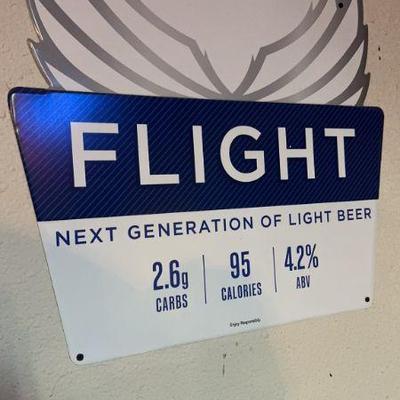 FLIGHT
NEXT GENERATION OF LIGHT BEER
2.6g 95 4.2%
CARBS CALORIES ABV
Enjoy Responsibly.